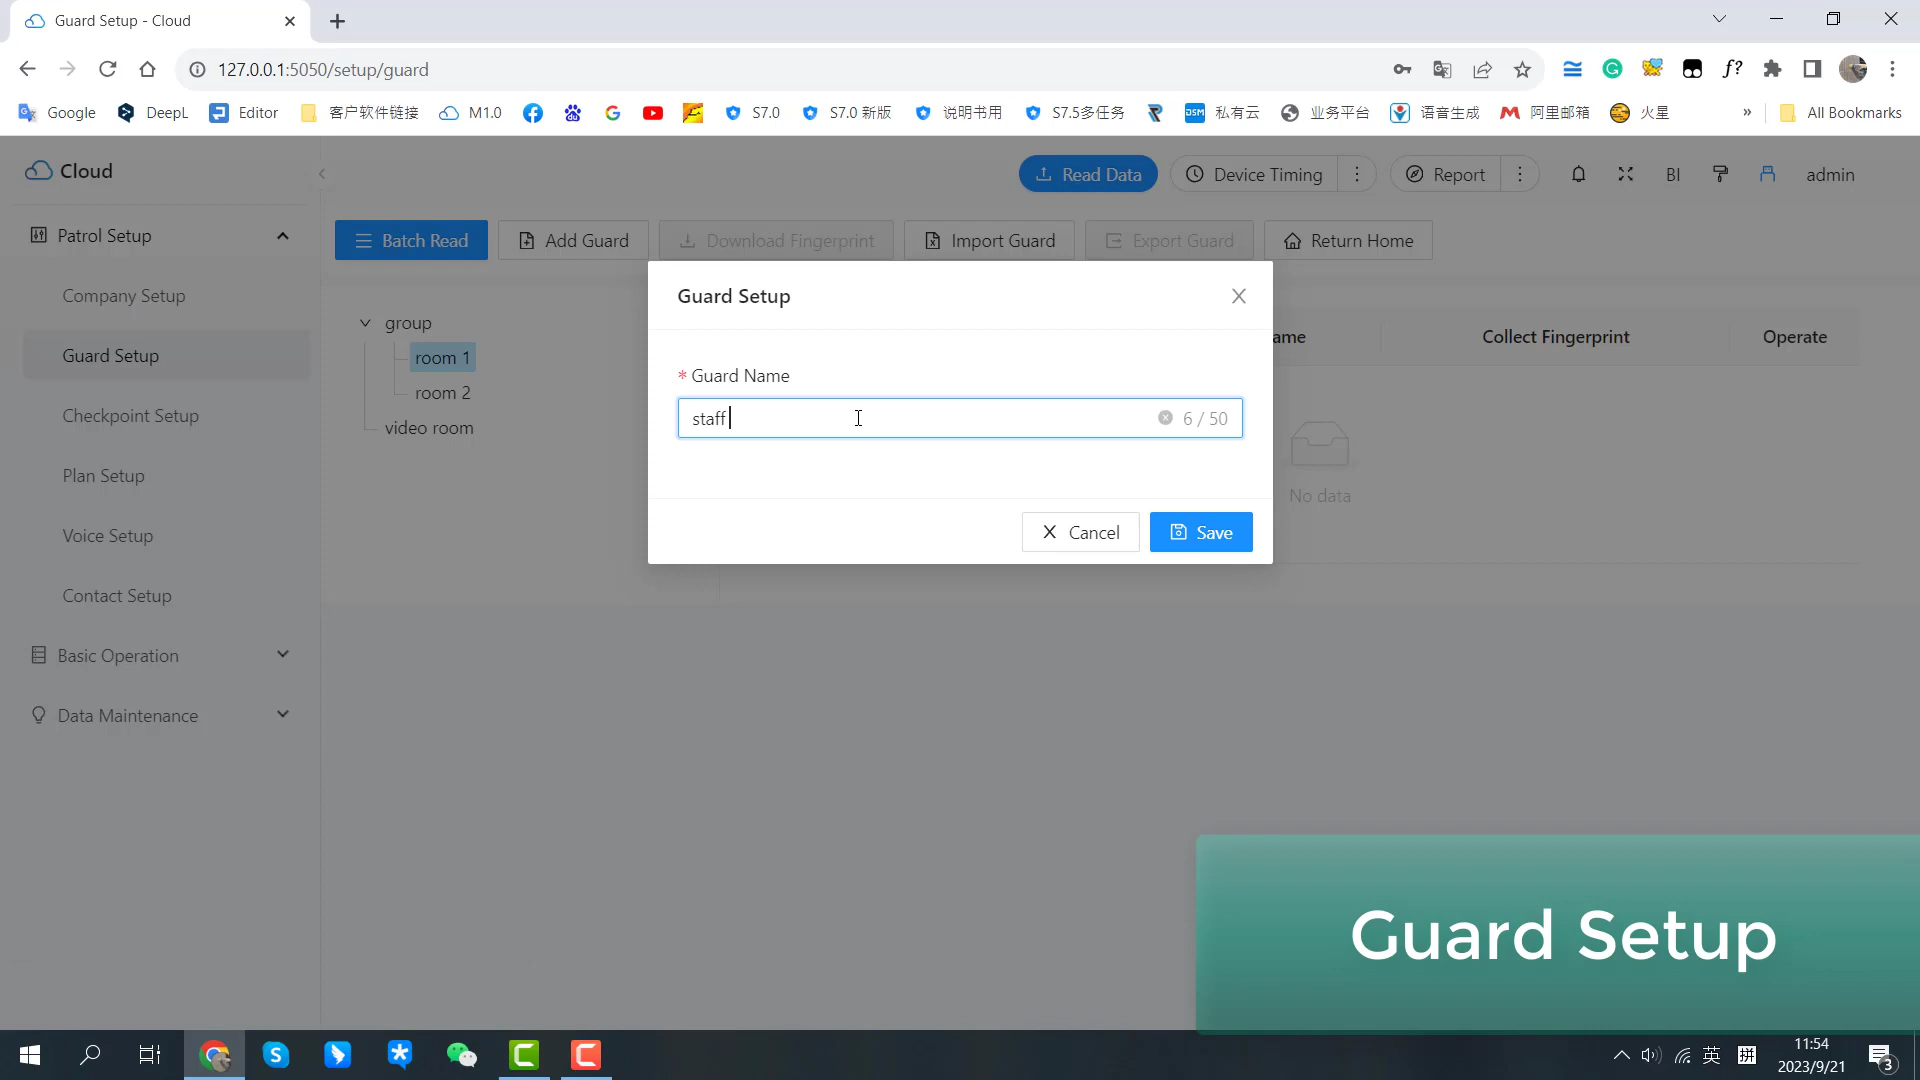 Guard Setup - Cloud
127.0.0.1:5050/setup/guard
Google DeepL Editor 客户软件链接 M1.0 S7.0 S7.0 新版 说明书用 S7.5多任务 DSM 私有云 业务平台 语音生成 阿里邮箱 火星 » All Bookmarks
Cloud
Read Data Device Timing Report BI admin
Patrol Setup
Company Setup
Guard Setup
Checkpoint Setup
Plan Setup
Voice Setup
Contact Setup
Basic Operation
Data Maintenance
Batch Read Add Guard Download Fingerprint Import Guard Export Guard Return Home
group
room 1
room 2
video room
ame Collect Fingerprint Operate
No data
Guard Setup
* Guard Name
staff 6 / 50
Cancel Save
Guard Setup
英 拼 11:54
2023/9/21
3